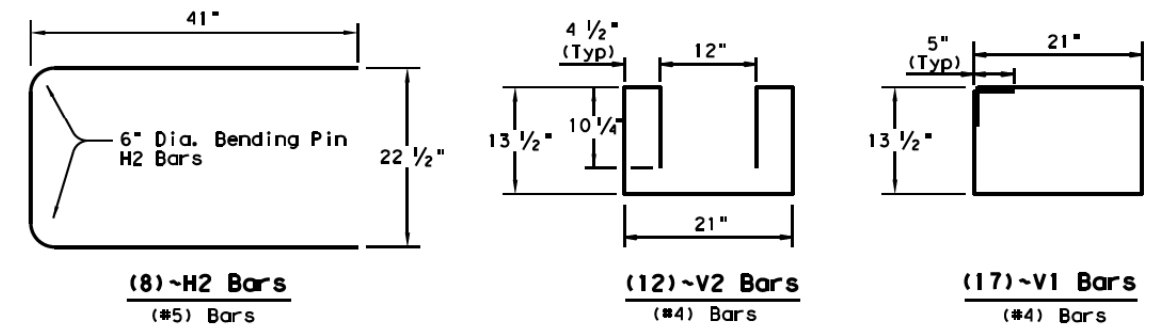 41"
6" Dia. Bending Pin
H2 Bars
22 1/2"
(8)~H2 Bars
(#5) Bars
4 1/2"
(Typ)
12"
13 1/2"
10 1/4"
21"
(12)~V2 Bars
(#4) Bars
5"
(Typ)
21"
13 1/2"
(17)~V1 Bars
(#4) Bars